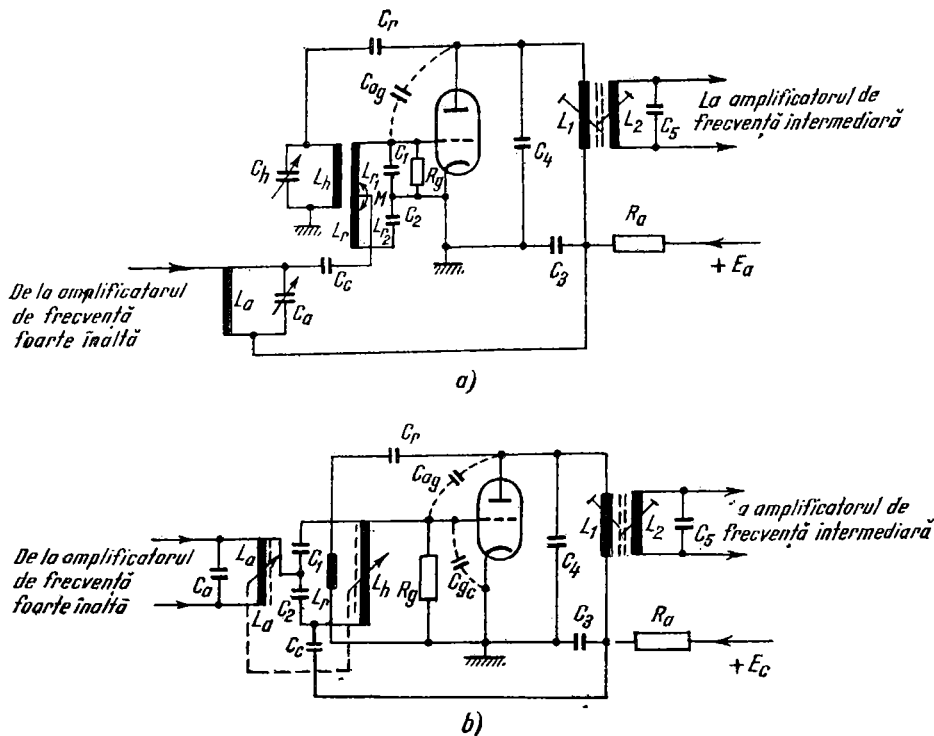 Cr
Cag
La amplificatorul de
frecvență intermediară
L1
L2
C5
C4
Ch
Lh
Lr1
M
C1
Rg
Lr
Lr2
C2
Ra
C3
+ Ea
Cc
De la amplificatorul
de frecvență
foarte înaltă
La
Ca
a)
Cr
Cag
a amplificatorul de
frecvență intermediară
L1
L2
C5
De la amplificatorul
de frecvență
foarte înaltă
Ca
La
La
C1
C2
Lr
Lh
Rg
Cgc
C4
Cc
C3
Ra
+ Ec
b)